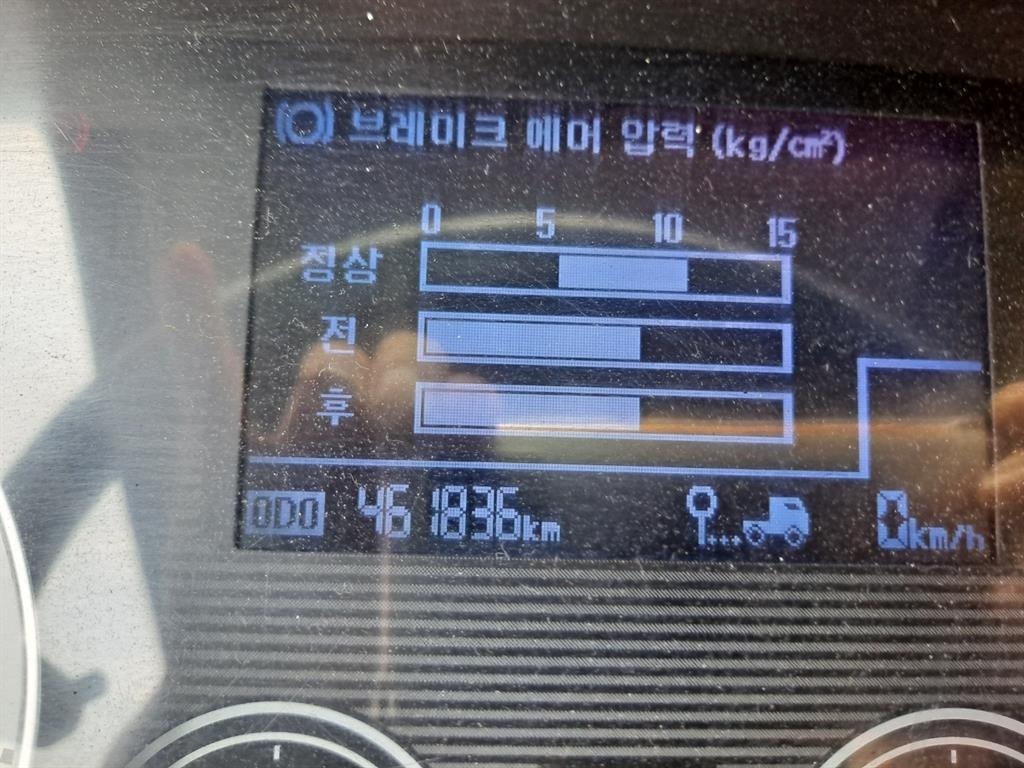 브레이크 에어 압력 (kg/cm²)
0 5 10 15
정상
전
후
ODO 461836km 0km/h